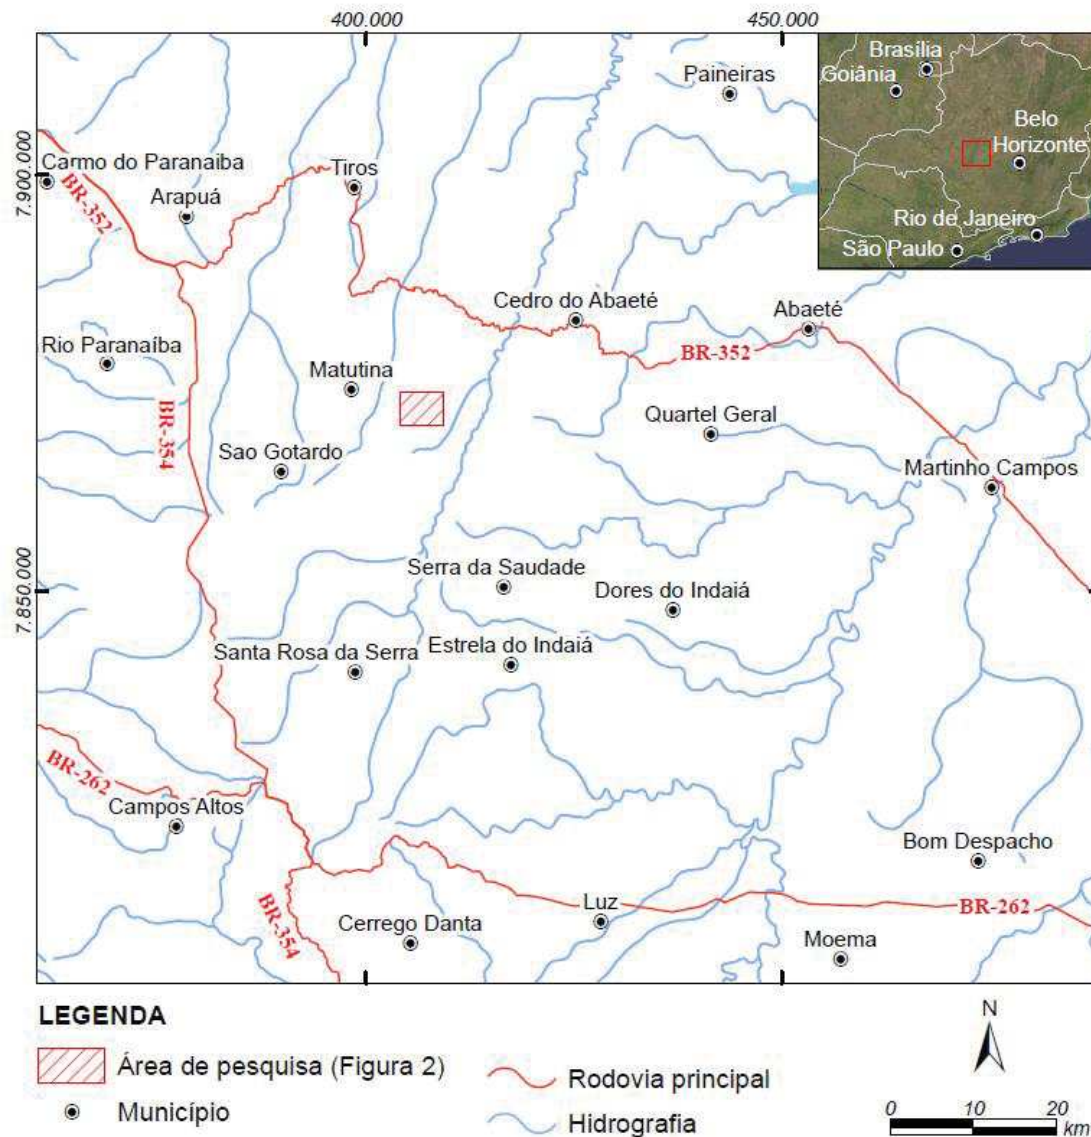 400.000
450.000
Brasília
Goiânia
Belo
Horizonte
Rio de Janeiro
São Paulo
Paineiras
7.900.000
Carmo do Paranaiba
Tiros
Arapuá
BR-352
Cedro do Abaeté
Abaeté
BR-352
Rio Paranaíba
Matutina
BR-354
Quartel Geral
Sao Gotardo
Martinho Campos
7.850.000
Serra da Saudade
Dores do Indaiá
Santa Rosa da Serra
Estrela do Indaiá
BR-262
Campos Altos
Bom Despacho
BR-354
Luz
BR-262
Cerrego Danta
Moema
LEGENDA
Área de pesquisa (Figura 2)
Município
Rodovia principal
Hidrografia
N
0 10 20
km